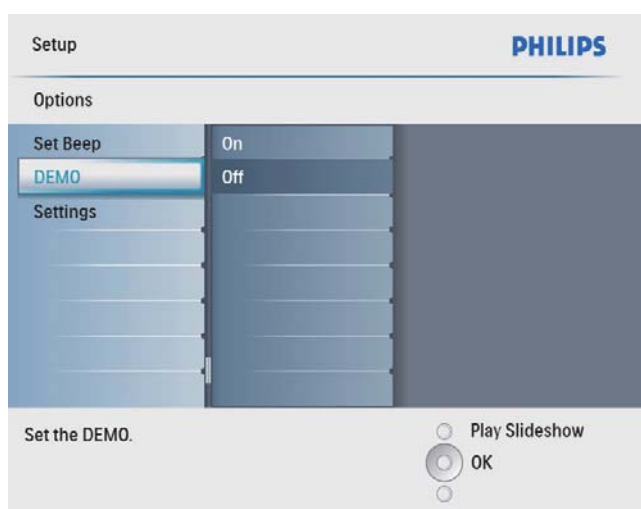 Setup
PHILIPS
Options
Set Beep
On
DEMO
Off
Settings
Set the DEMO.
Play Slideshow
OK